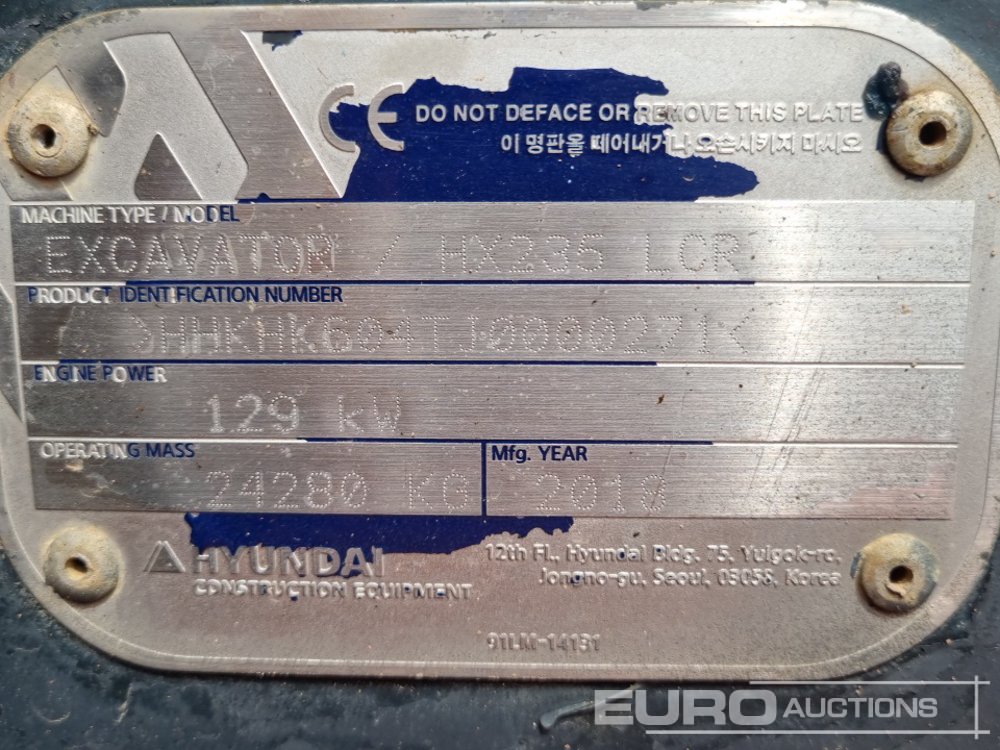 CE DO NOT DEFACE OR REMOVE THIS PLATE
이 명판을 떼어내거나 오손시키지 마시오
MACHINE TYPE / MODEL
EXCAVATOR / HX235 LCR
PRODUCT IDENTIFICATION NUMBER
>HHKHK604TJ0000271<
ENGINE POWER
129 kW
OPERATING MASS
24280 KG
Mfg. YEAR
2018
HYUNDAI
CONSTRUCTION EQUIPMENT
12th Fl., Hyundai Bldg. 75, Yulgok-ro,
Jongno-gu, Seoul, 03058, Korea
91LM-14131
EURO AUCTIONS